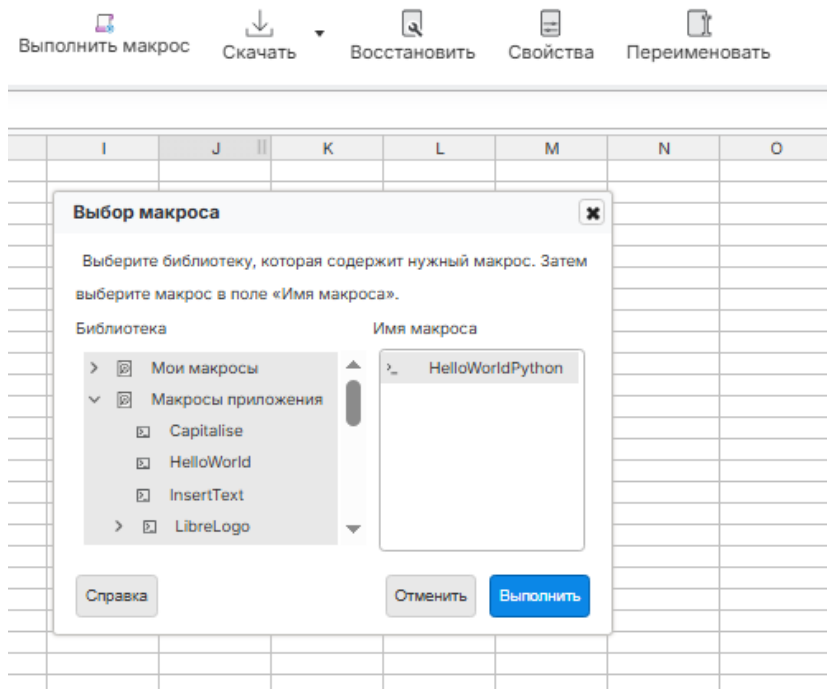 Выполнить макрос
Скачать
Восстановить
Свойства
Переименовать
I J K L M N O
Выбор макроса
Выберите библиотеку, которая содержит нужный макрос. Затем
выберите макрос в поле «Имя макроса».
Библиотека
Имя макроса
Мои макросы
Макросы приложения
Capitalise
HelloWorld
InsertText
LibreLogo
HelloWorldPython
Справка
Отменить
Выполнить